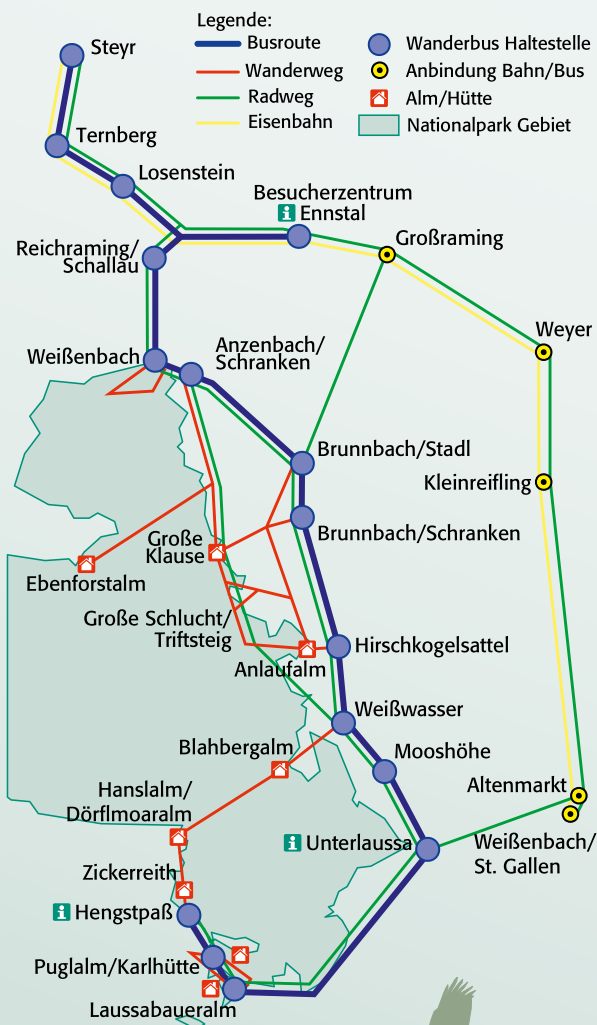 Legende:
Busroute
Wanderweg
Radweg
Eisenbahn
Wanderbus Haltestelle
Anbindung Bahn/Bus
Alm/Hütte
Nationalpark Gebiet
Steyr
Ternberg
Losenstein
Besucherzentrum
i Ennstal
Großraming
Reichraming/
Schallau
Weyer
Weißenbach
Anzenbach/
Schranken
Brunnbach/Stadl
Kleinreifling
Brunnbach/Schranken
Große
Klause
Ebenforstalm
Große Schlucht/
Triftsteig
Hirschkogelsattel
Anlaufalm
Weißwasser
Blahbergalm
Mooshöhe
Hanslalm/
Dörflmoaralm
Altenmarkt
i Unterlaussa
Weißenbach/
St. Gallen
Zickerreith
i Hengstpaß
Puglalm/Karlhütte
Laussabaueralm